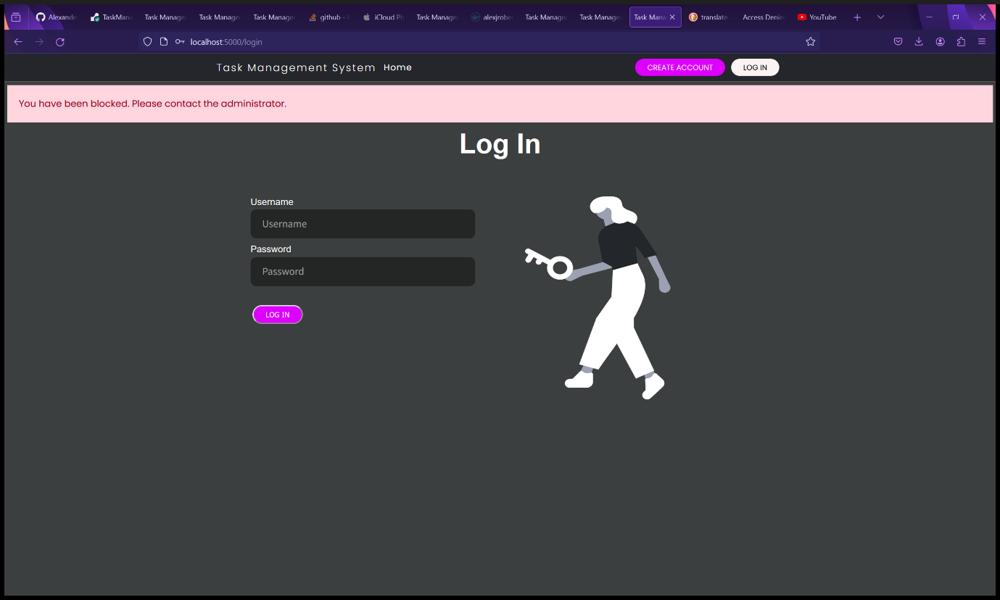 Alexandr
TaskMana
Task Manage
Task Manage
Task Manage
github -
iCloud Ph
Task Manage
alexjrobe
Task Manage
Task Manage
Task Mana
translate
Access Denie
YouTube
localhost:5000/login
Task Management System Home
CREATE ACCOUNT
LOG IN
You have been blocked. Please contact the administrator.
Log In
Username
Username
Password
Password
LOG IN